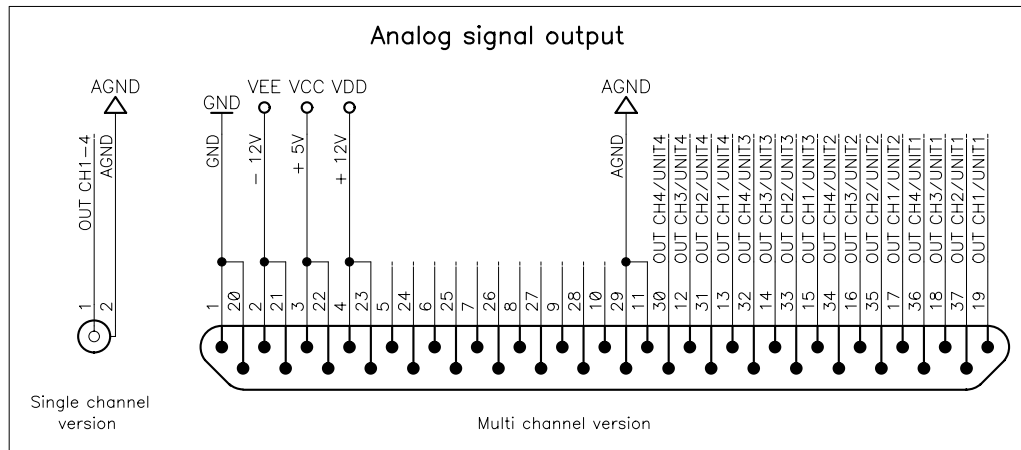 Analog signal output
AGND
GND
VEE
VCC
VDD
AGND
OUT CH1-4
AGND
GND
- 12V
+ 5V
+ 12V
AGND
OUT CH4/UNIT4
OUT CH3/UNIT4
OUT CH2/UNIT4
OUT CH1/UNIT4
OUT CH4/UNIT3
OUT CH3/UNIT3
OUT CH2/UNIT3
OUT CH1/UNIT3
OUT CH4/UNIT2
OUT CH3/UNIT2
OUT CH2/UNIT2
OUT CH1/UNIT2
OUT CH4/UNIT1
OUT CH3/UNIT1
OUT CH2/UNIT1
OUT CH1/UNIT1
1
2
1
20
2
21
3
22
4
23
5
24
6
25
7
26
8
27
9
28
10
29
11
30
12
31
13
32
14
33
15
34
16
35
17
36
18
37
19
Single channel
version
Multi channel version